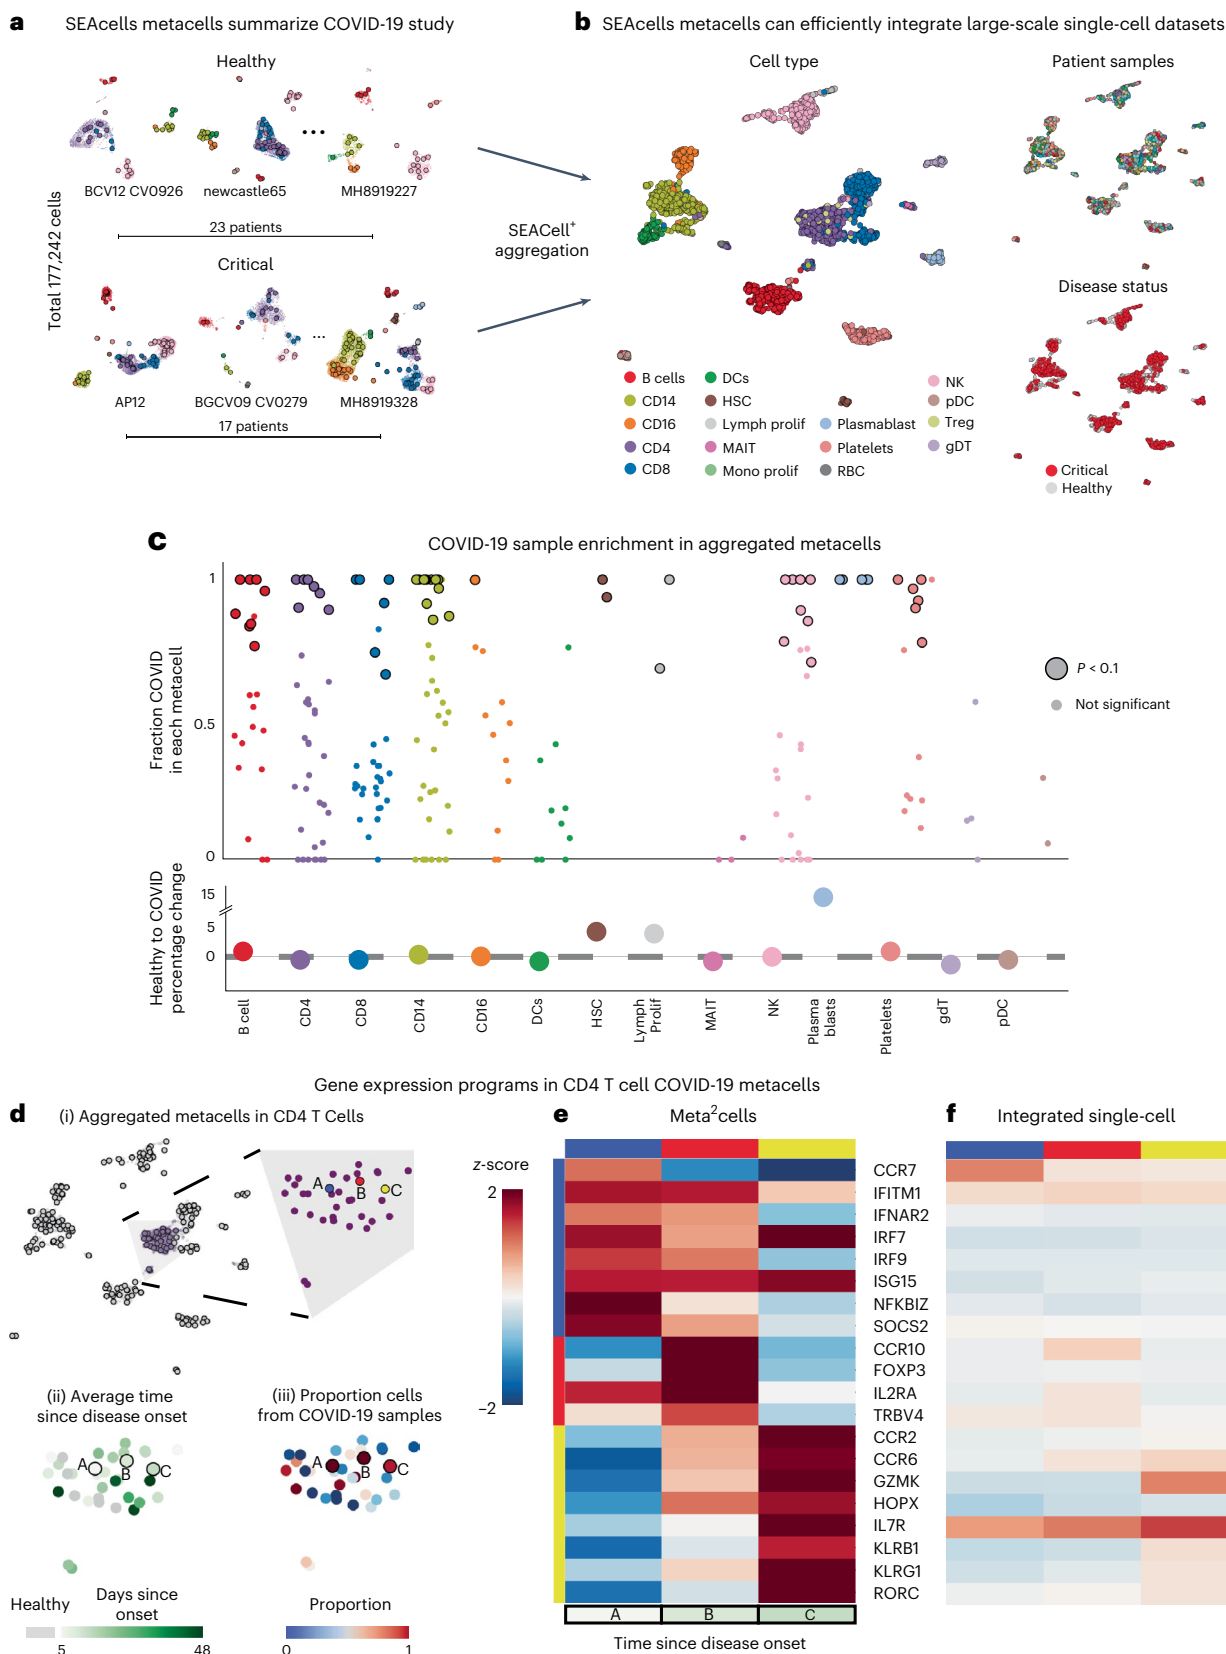 a SEAcells metacells summarize COVID-19 study
Healthy
Total 177,242 cells
BCV12 CV0926 newcastle65 MH8919227
23 patients
Critical
AP12 BGCV09 CV0279 MH8919328
17 patients
SEACell+
aggregation
b SEAcells metacells can efficiently integrate large-scale single-cell datasets
Cell type
Patient samples
Disease status
B cells
CD14
CD16
CD4
CD8
DCs
HSC
Lymph prolif
MAIT
Mono prolif
Plasmablast
Platelets
RBC
NK
pDC
Treg
gDT
Critical
Healthy
c COVID-19 sample enrichment in aggregated metacells
Fraction COVID
in each metacell
1
0.5
0
P < 0.1
Not significant
Healthy to COVID
percentage change
15
5
0
B cell
CD4
CD8
CD14
CD16
DCs
HSC
Lymph
Prolif
MAIT
NK
Plasma
blasts
Platelets
gdT
pDC
Gene expression programs in CD4 T cell COVID-19 metacells
d (i) Aggregated metacells in CD4 T Cells
A B C
(ii) Average time
since disease onset
A B C
Healthy
Days since
onset
5 48
(iii) Proportion cells
from COVID-19 samples
A B C
Proportion
0 1
z-score
2
−2
e Meta2cells
A B C
Time since disease onset
CCR7
IFITM1
IFNAR2
IRF7
IRF9
ISG15
NFKBIZ
SOCS2
CCR10
FOXP3
IL2RA
TRBV4
CCR2
CCR6
GZMK
HOPX
IL7R
KLRB1
KLRG1
RORC
f Integrated single-cell